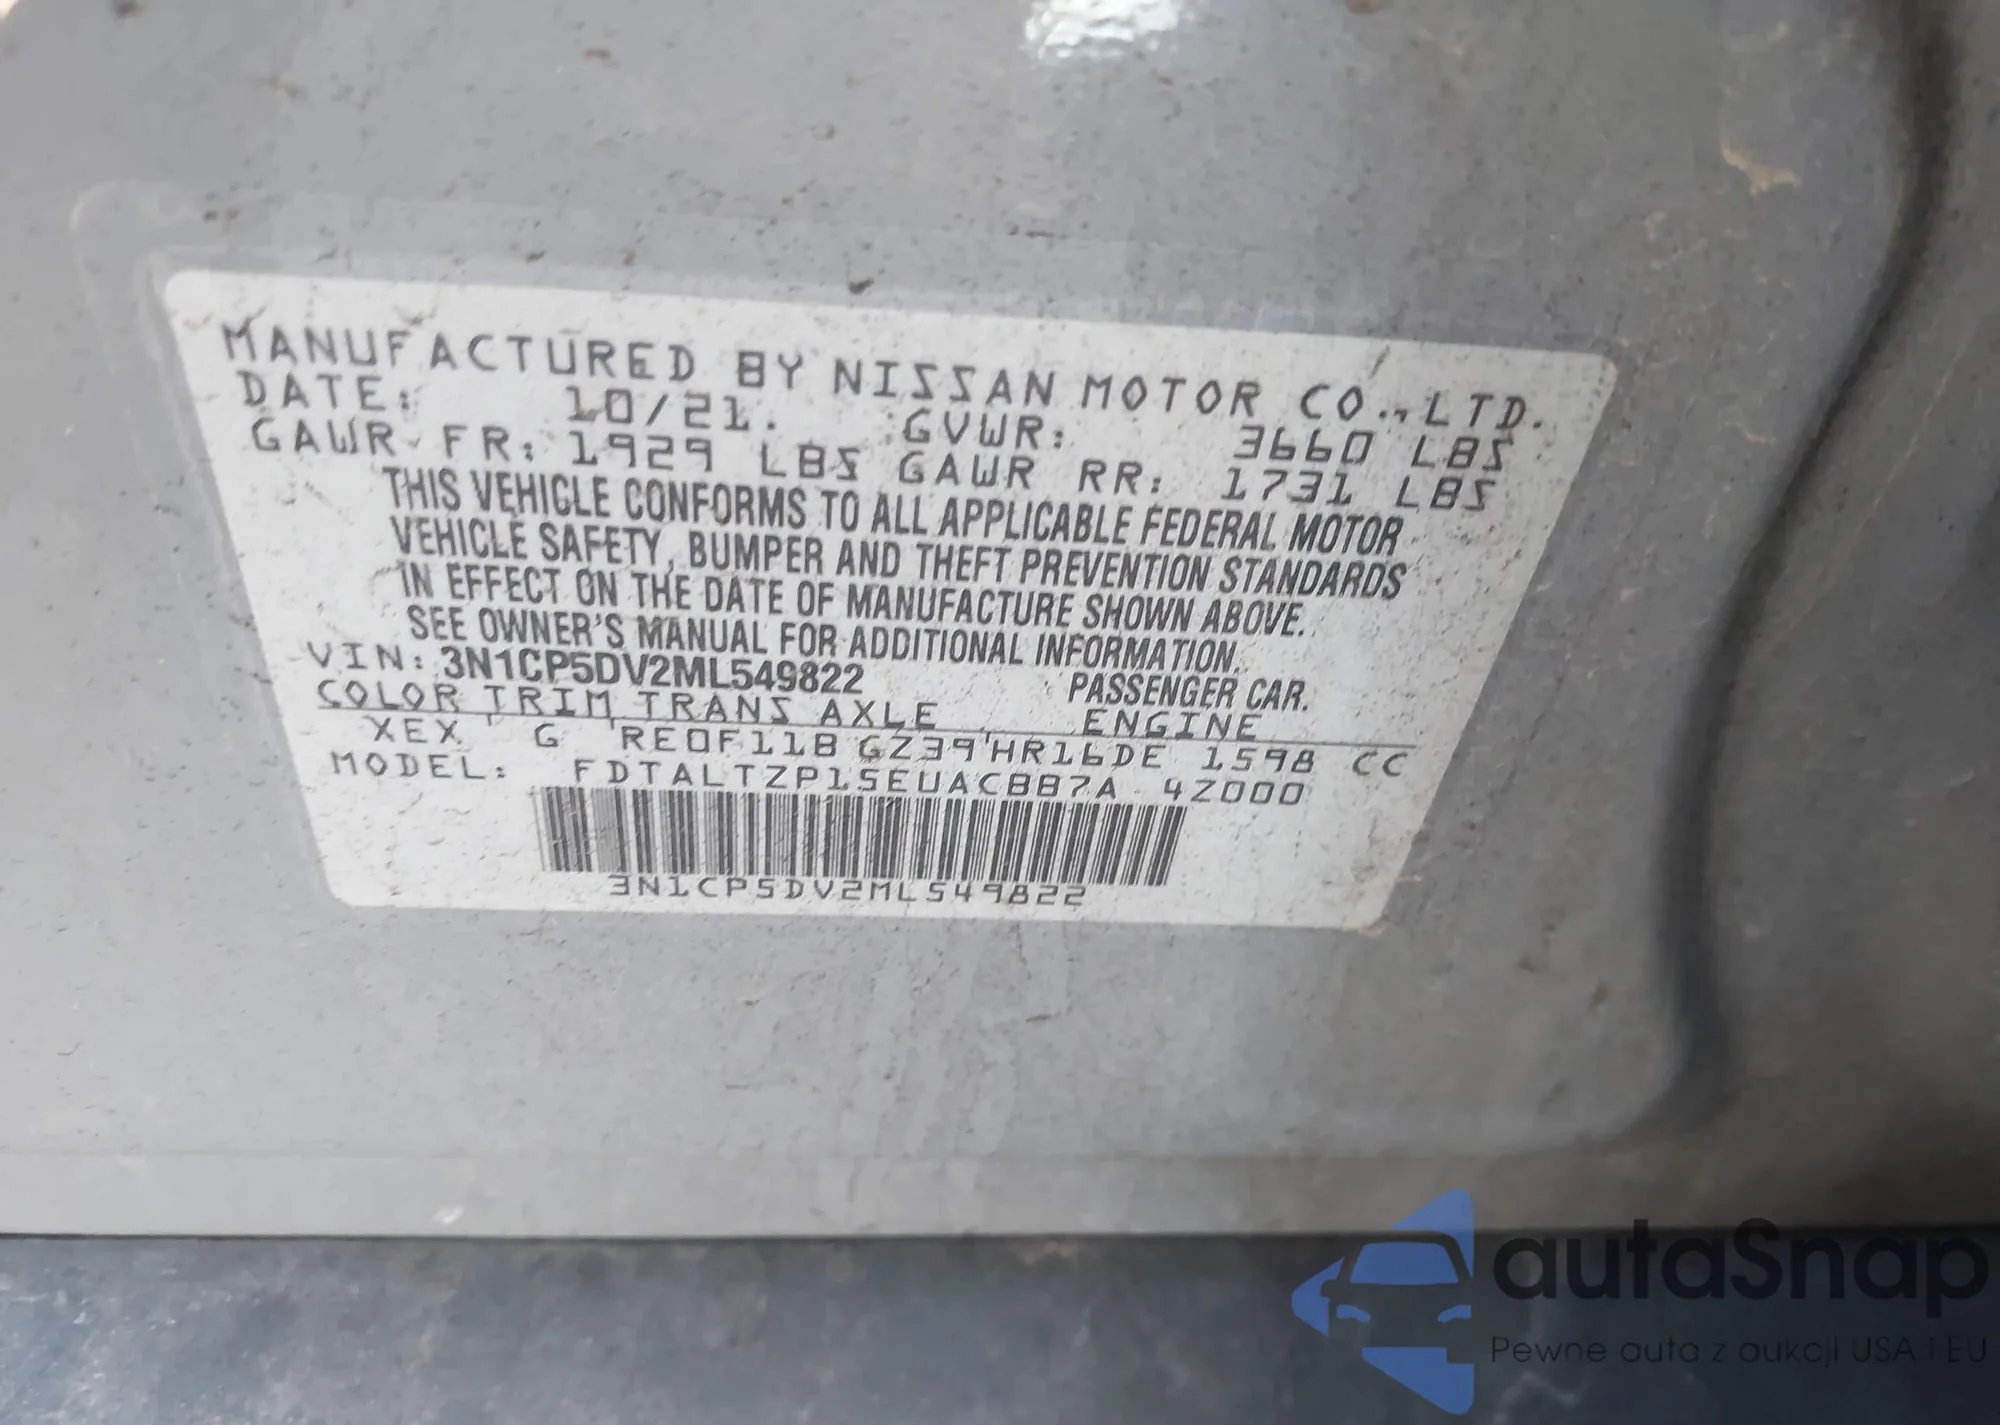 MANUFACTURED BY NISSAN MOTOR CO., LTD.
DATE: 10/21. GVWR: 3660 LBS
GAWR FR: 1929 LBS GAWR RR: 1731 LBS
THIS VEHICLE CONFORMS TO ALL APPLICABLE FEDERAL MOTOR
VEHICLE SAFETY, BUMPER AND THEFT PREVENTION STANDARDS
IN EFFECT ON THE DATE OF MANUFACTURE SHOWN ABOVE.
SEE OWNER'S MANUAL FOR ADDITIONAL INFORMATION.
VIN: 3N1CP5DV2ML549822 PASSENGER CAR.
COLOR TRIM TRANS AXLE ENGINE
XEX G RE0F11B GZ39 HR16DE 1598 CC
MODEL: FDTALTZP15EUACBB7A 4Z000
3N1CP5DV2ML549822
autaSnap
Pewne auta z aukcji USA i EU